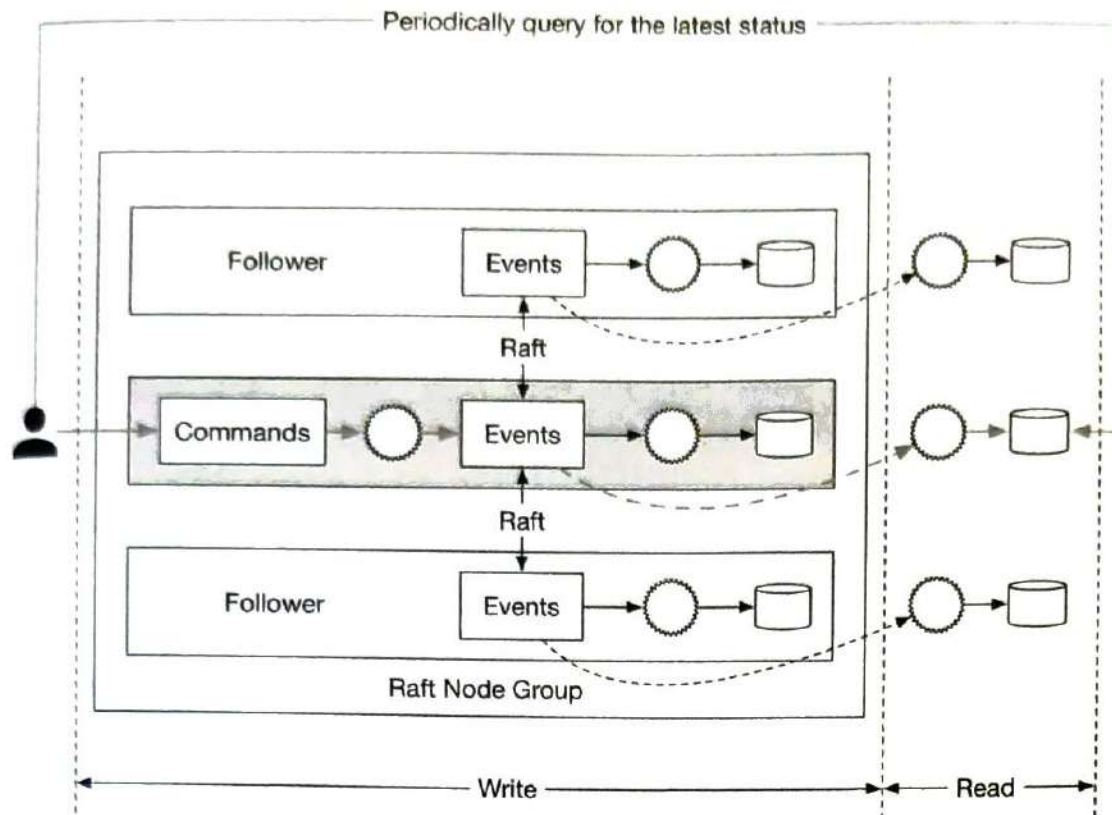 Periodically query for the latest status
Follower
Events
Raft
Commands
Events
Raft
Follower
Events
Raft Node Group
Write
Read